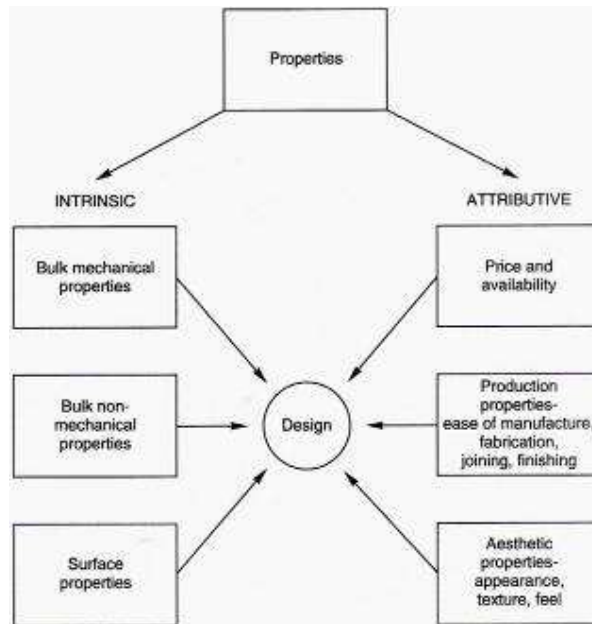 Properties
INTRINSIC
ATTRIBUTIVE
Bulk mechanical
properties
Price and
availability
Bulk non-
mechanical
properties
Design
Production
properties-
ease of manufacture,
fabrication,
joining, finishing
Surface
properties
Aesthetic
properties-
appearance,
texture, feel